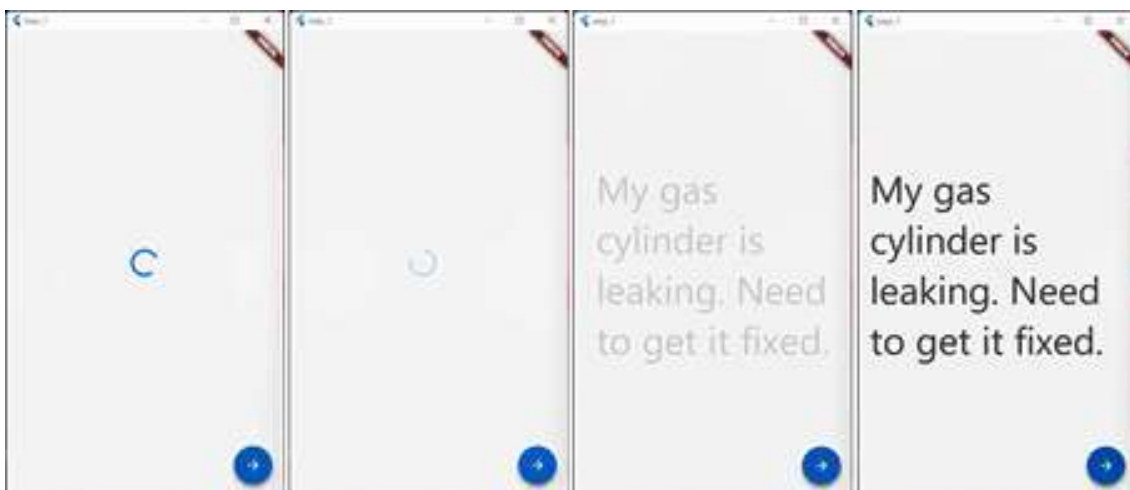 My gas
cylinder is
leaking. Need
to get it fixed.
My gas
cylinder is
leaking. Need
to get it fixed.